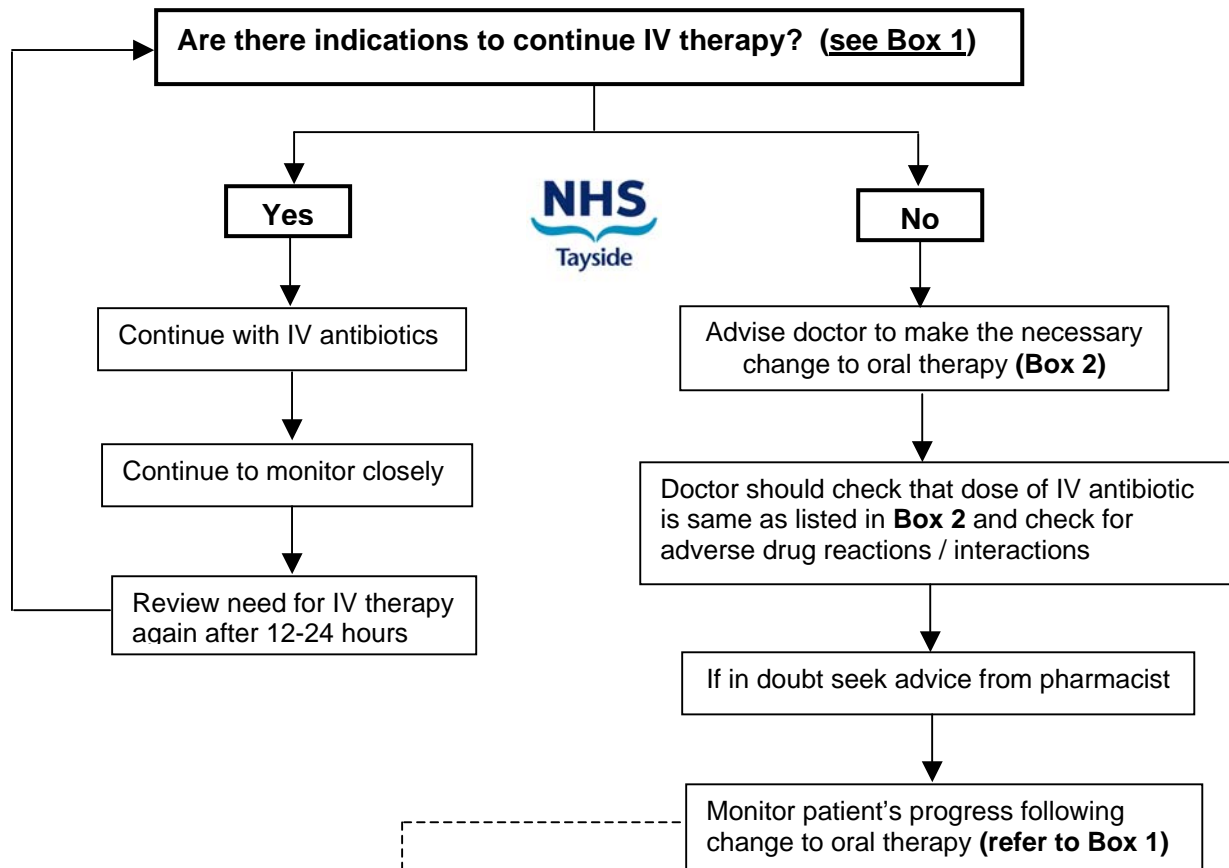 Are there indications to continue IV therapy? (see Box 1)
Yes
NHS
Tayside
No
Continue with IV antibiotics
Continue to monitor closely
Review need for IV therapy
again after 12-24 hours
Advise doctor to make the necessary
change to oral therapy (Box 2)
Doctor should check that dose of IV antibiotic
is same as listed in Box 2 and check for
adverse drug reactions / interactions
If in doubt seek advice from pharmacist
Monitor patient's progress following
change to oral therapy (refer to Box 1)